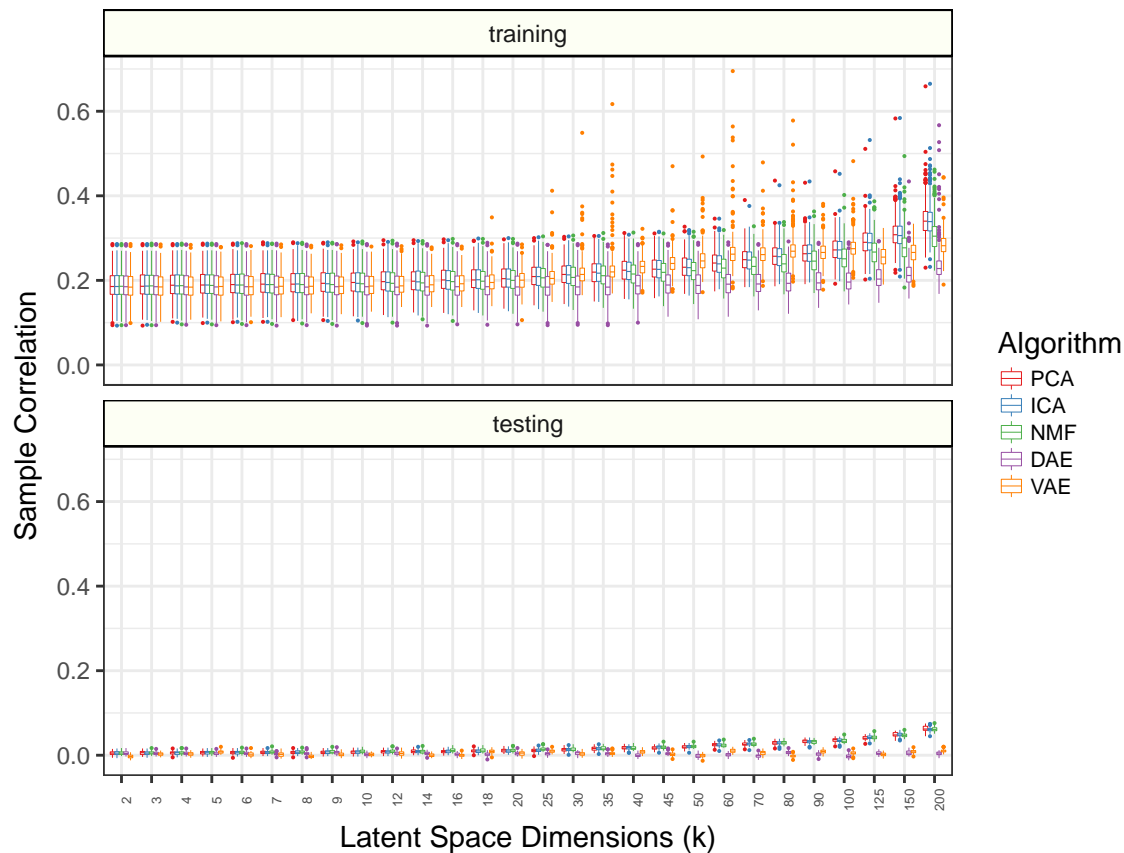 training
0.6
0.4
0.2
0.0
testing
0.6
0.4
0.2
0.0
Sample Correlation
2 3 4 5 6 7 8 9 10 12 14 16 18 20 25 30 35 40 45 50 60 70 80 90 100 125 150 200
Latent Space Dimensions (k)
Algorithm
PCA
ICA
NMF
DAE
VAE